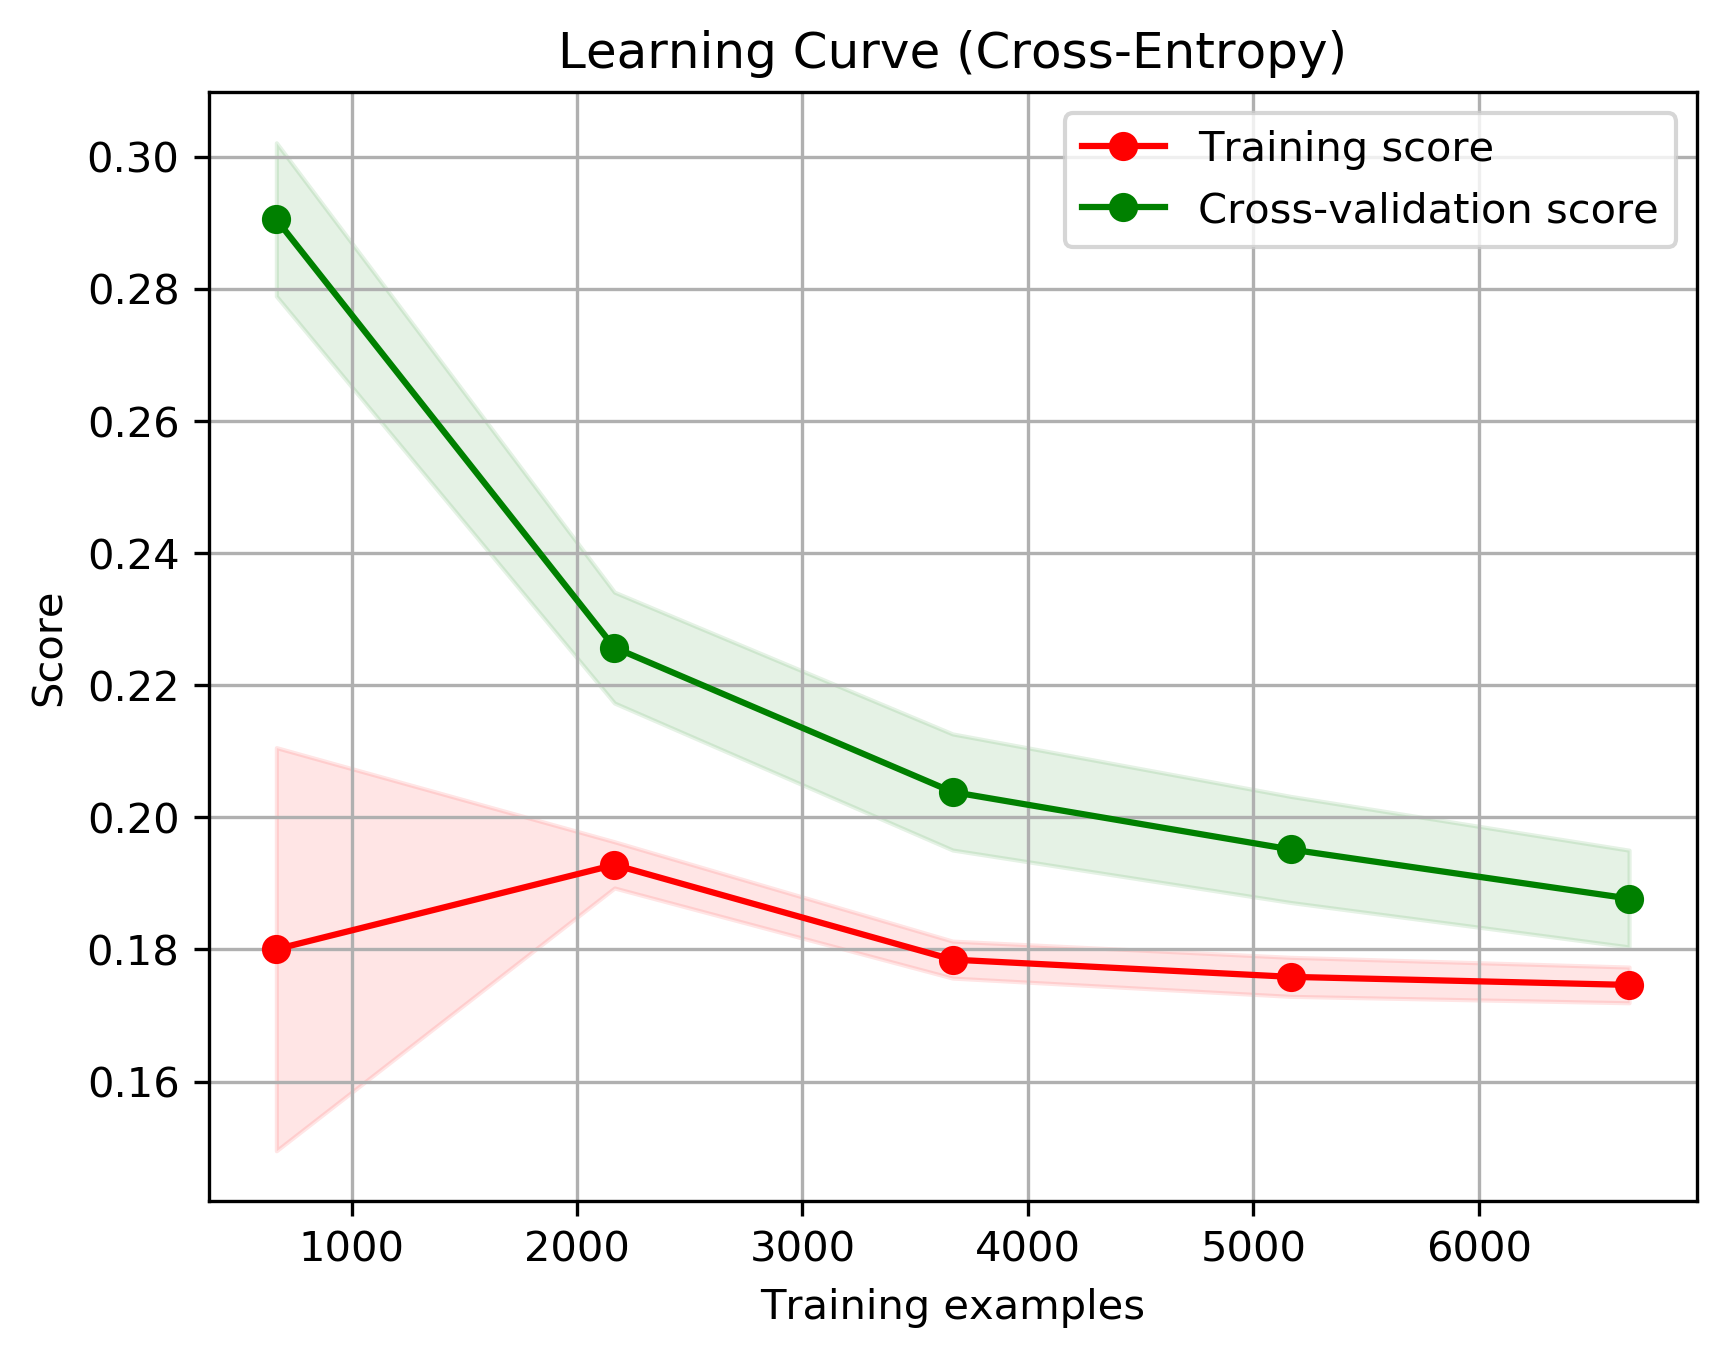 Learning Curve (Cross-Entropy)
Training score
Cross-validation score
0.30
0.28
0.26
0.24
0.22
0.20
0.18
0.16
Score
1000 2000 3000 4000 5000 6000
Training examples